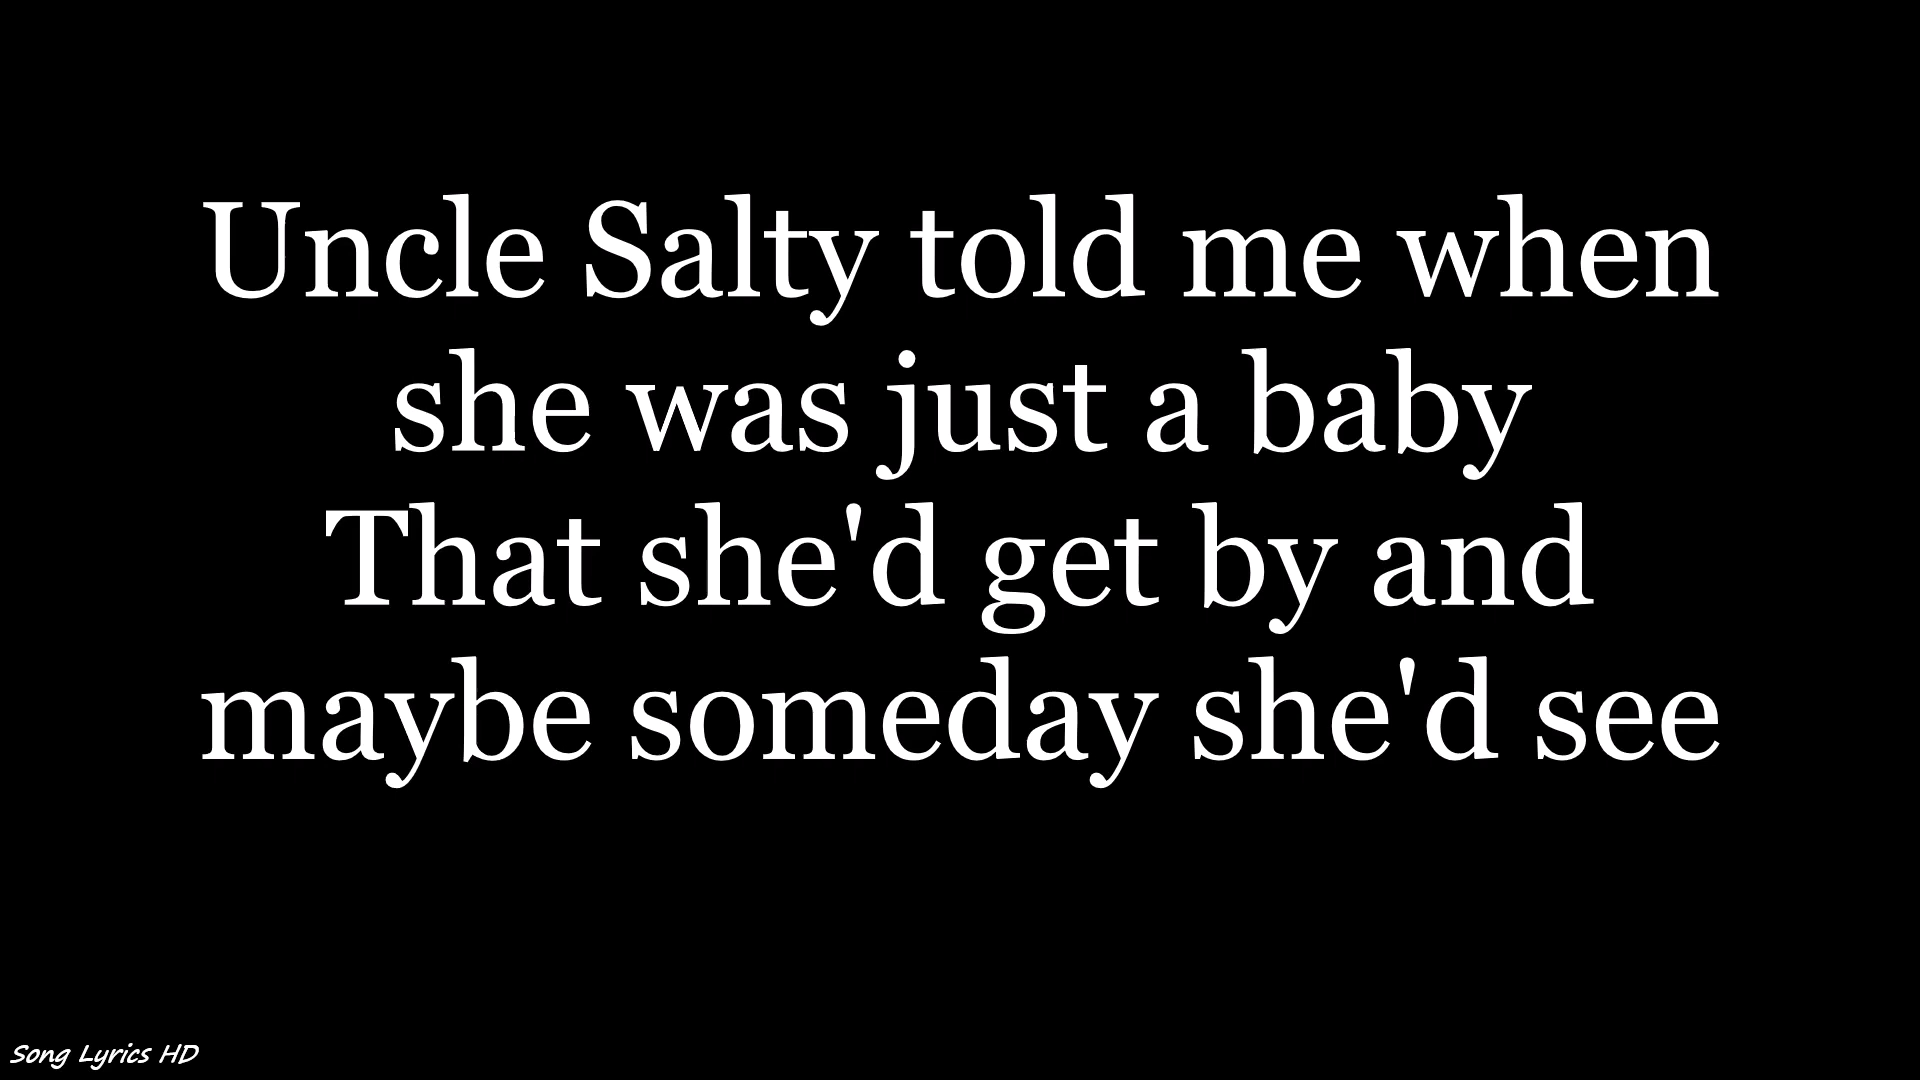 Uncle Salty told me when
she was just a baby
That she'd get by and
maybe someday she'd see
Song Lyrics HD